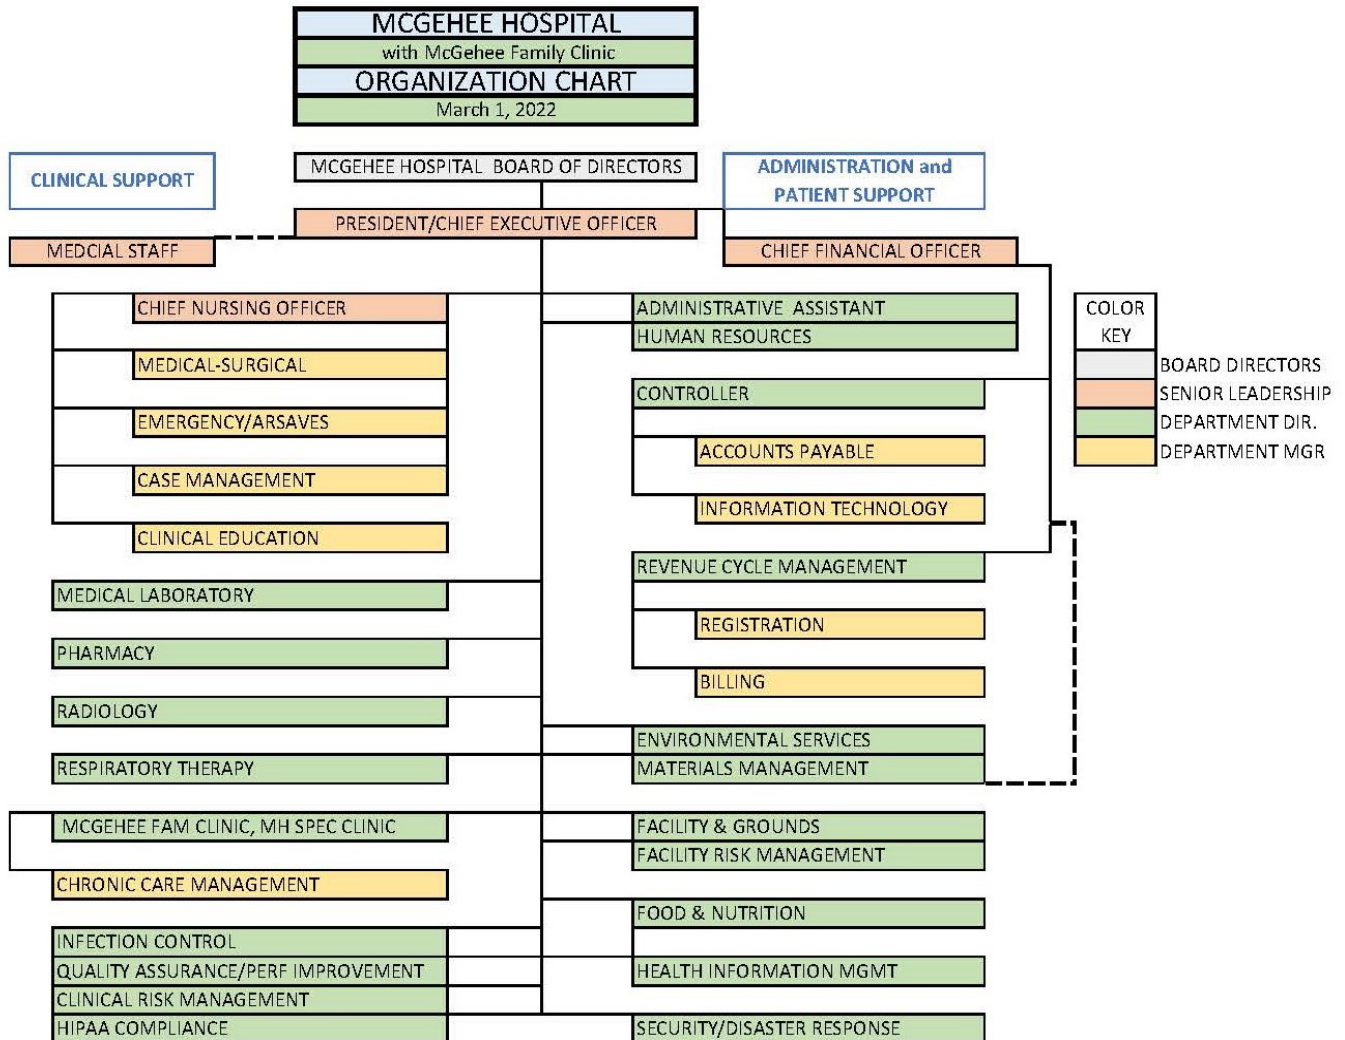 MCGEHEE HOSPITAL
with McGehee Family Clinic
ORGANIZATION CHART
March 1, 2022
CLINICAL SUPPORT
MCGEHEE HOSPITAL BOARD OF DIRECTORS
ADMINISTRATION and
PATIENT SUPPORT
PRESIDENT/CHIEF EXECUTIVE OFFICER
MEDCIAL STAFF
CHIEF FINANCIAL OFFICER
CHIEF NURSING OFFICER
MEDICAL-SURGICAL
EMERGENCY/ARSAVES
CASE MANAGEMENT
CLINICAL EDUCATION
MEDICAL LABORATORY
PHARMACY
RADIOLOGY
RESPIRATORY THERAPY
MCGEHEE FAM CLINIC, MH SPEC CLINIC
CHRONIC CARE MANAGEMENT
INFECTION CONTROL
QUALITY ASSURANCE/PERF IMPROVEMENT
CLINICAL RISK MANAGEMENT
HIPAA COMPLIANCE
ADMINISTRATIVE ASSISTANT
HUMAN RESOURCES
CONTROLLER
ACCOUNTS PAYABLE
INFORMATION TECHNOLOGY
REVENUE CYCLE MANAGEMENT
REGISTRATION
BILLING
ENVIRONMENTAL SERVICES
MATERIALS MANAGEMENT
FACILITY & GROUNDS
FACILITY RISK MANAGEMENT
FOOD & NUTRITION
HEALTH INFORMATION MGMT
SECURITY/DISASTER RESPONSE
COLOR
KEY
BOARD DIRECTORS
SENIOR LEADERSHIP
DEPARTMENT DIR.
DEPARTMENT MGR